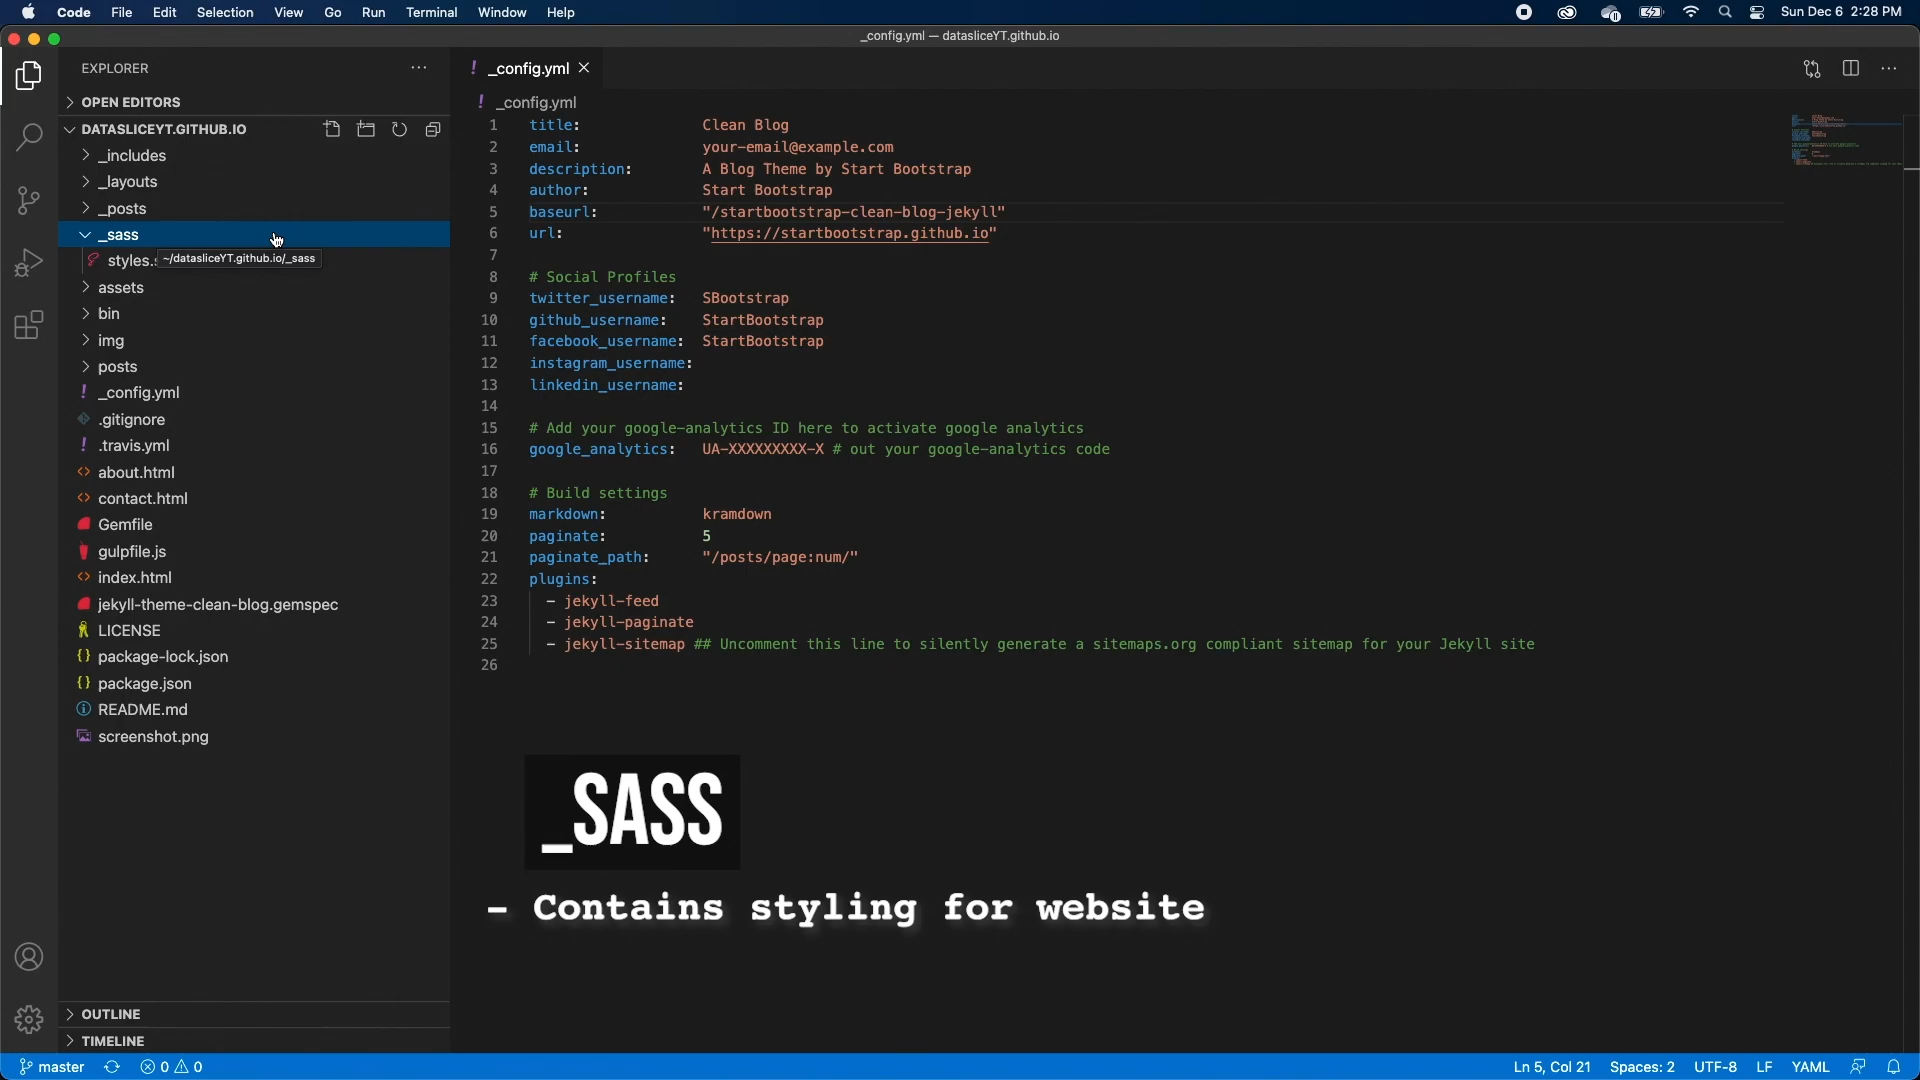 Code File Edit Selection View Go Run Terminal Window Help Sun Dec 6 2:28 PM
_config.yml — datasliceYT.github.io
EXPLORER
_config.yml
OPEN EDITORS
_config.yml
DATASLICEYT.GITHUB.IO
_includes
_layouts
_posts
_sass
styles.
~/datasliceYT.github.io/_sass
assets
bin
img
posts
_config.yml
.gitignore
.travis.yml
about.html
contact.html
Gemfile
gulpfile.js
index.html
jekyll-theme-clean-blog.gemspec
LICENSE
package-lock.json
package.json
README.md
screenshot.png
OUTLINE
TIMELINE
1 title: Clean Blog
2 email: your-email@example.com
3 description: A Blog Theme by Start Bootstrap
4 author: Start Bootstrap
5 baseurl: "/startbootstrap-clean-blog-jekyll"
6 url: "https://startbootstrap.github.io"
7
8 # Social Profiles
9 twitter_username: SBootstrap
10 github_username: StartBootstrap
11 facebook_username: StartBootstrap
12 instagram_username:
13 linkedin_username:
14
15 # Add your google-analytics ID here to activate google analytics
16 google_analytics: UA-XXXXXXXXX-X # out your google-analytics code
17
18 # Build settings
19 markdown: kramdown
20 paginate: 5
21 paginate_path: "/posts/page:num/"
22 plugins:
23 - jekyll-feed
24 - jekyll-paginate
25 - jekyll-sitemap ## Uncomment this line to silently generate a sitemaps.org compliant sitemap for your Jekyll site
26
_SASS
- Contains styling for website
master 0 0 Ln 5, Col 21 Spaces: 2 UTF-8 LF YAML